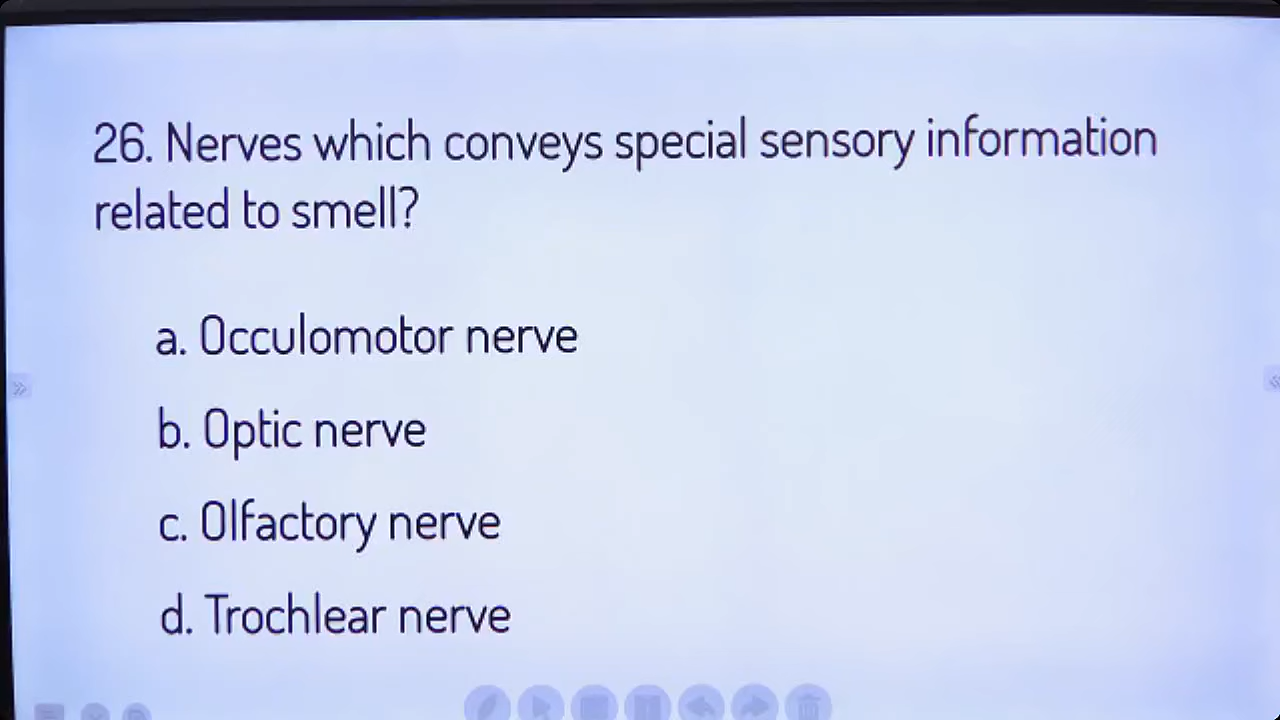 26. Nerves which conveys special sensory information
related to smell?
a. Occulomotor nerve
b. Optic nerve
c. Olfactory nerve
d. Trochlear nerve